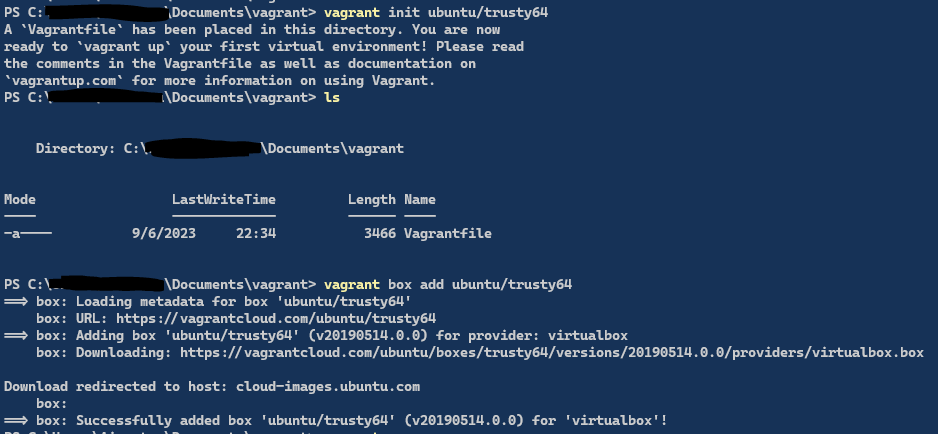 PS C:\ \Documents\vagrant> vagrant init ubuntu/trusty64
A `Vagrantfile` has been placed in this directory. You are now
ready to `vagrant up` your first virtual environment! Please read
the comments in the Vagrantfile as well as documentation on
`vagrantup.com` for more information on using Vagrant.
PS C:\ \Documents\vagrant> ls
Directory: C:\ \Documents\vagrant
Mode LastWriteTime Length Name
---- ------------- ------ ----
-a---- 9/6/2023 22:34 3466 Vagrantfile
PS C:\ \Documents\vagrant> vagrant box add ubuntu/trusty64
==> box: Loading metadata for box 'ubuntu/trusty64'
box: URL: https://vagrantcloud.com/ubuntu/trusty64
==> box: Adding box 'ubuntu/trusty64' (v20190514.0.0) for provider: virtualbox
box: Downloading: https://vagrantcloud.com/ubuntu/boxes/trusty64/versions/20190514.0.0/providers/virtualbox.box
Download redirected to host: cloud-images.ubuntu.com
box:
==> box: Successfully added box 'ubuntu/trusty64' (v20190514.0.0) for 'virtualbox'!